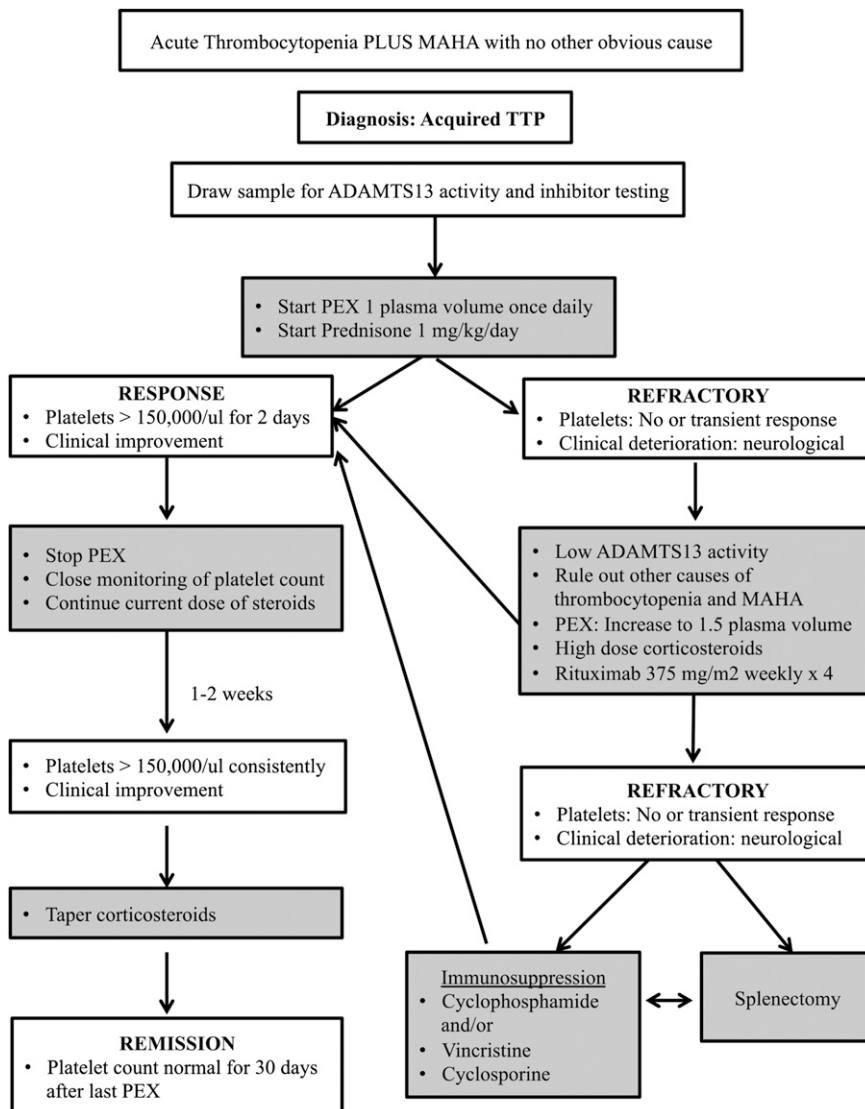 Acute Thrombocytopenia PLUS MAHA with no other obvious cause
Diagnosis: Acquired TTP
Draw sample for ADAMTS13 activity and inhibitor testing
• Start PEX 1 plasma volume once daily
• Start Prednisone 1 mg/kg/day
RESPONSE
• Platelets > 150,000/ul for 2 days
• Clinical improvement
REFRACTORY
• Platelets: No or transient response
• Clinical deterioration: neurological
• Stop PEX
• Close monitoring of platelet count
• Continue current dose of steroids
• Low ADAMTS13 activity
• Rule out other causes of
thrombocytopenia and MAHA
• PEX: Increase to 1.5 plasma volume
• High dose corticosteroids
• Rituximab 375 mg/m2 weekly x 4
1-2 weeks
• Platelets > 150,000/ul consistently
• Clinical improvement
REFRACTORY
• Platelets: No or transient response
• Clinical deterioration: neurological
• Taper corticosteroids
Immunosuppression
• Cyclophosphamide
and/or
• Vincristine
• Cyclosporine
Splenectomy
REMISSION
• Platelet count normal for 30 days
after last PEX